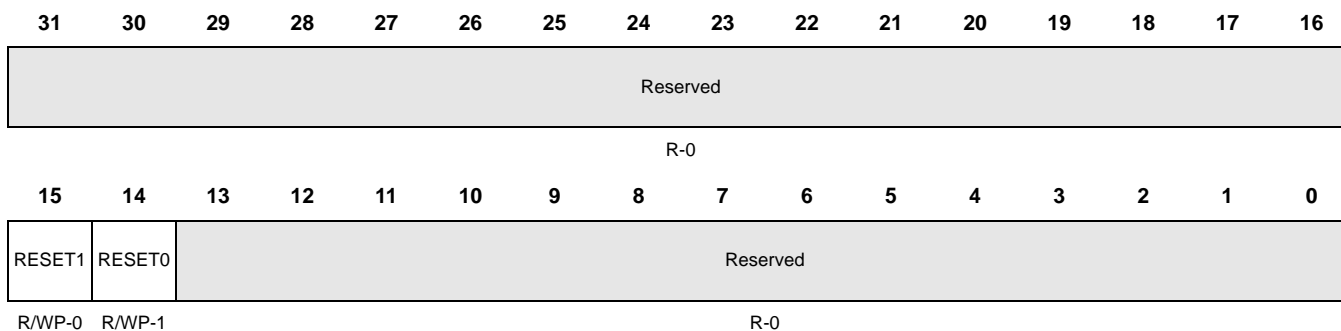 31 30 29 28 27 26 25 24 23 22 21 20 19 18 17 16
Reserved
R-0
15 14 13 12 11 10 9 8 7 6 5 4 3 2 1 0
RESET1 RESET0 Reserved
R/WP-0 R/WP-1 R-0